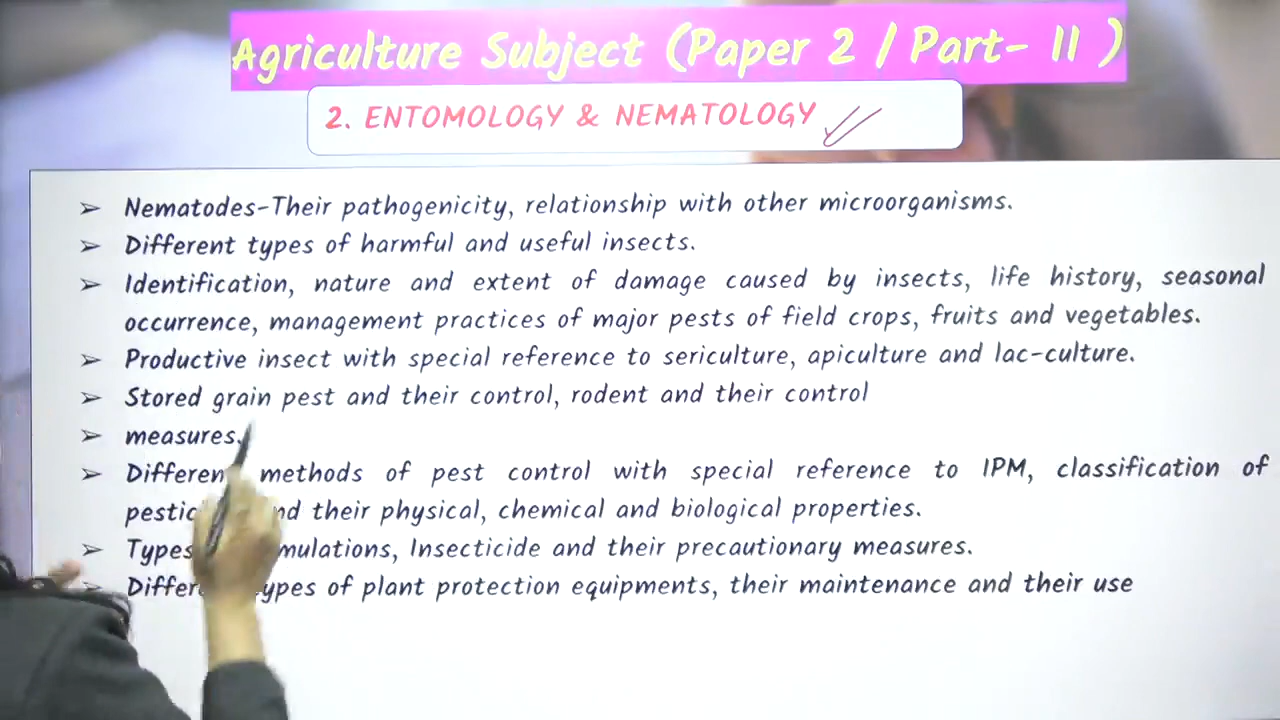 Agriculture Subject (Paper 2 / Part- II )
2. ENTOMOLOGY & NEMATOLOGY
➢ Nematodes-Their pathogenicity, relationship with other microorganisms.
➢ Different types of harmful and useful insects.
➢ Identification, nature and extent of damage caused by insects, life history, seasonal
occurrence, management practices of major pests of field crops, fruits and vegetables.
➢ Productive insect with special reference to sericulture, apiculture and lac-culture.
➢ Stored grain pest and their control, rodent and their control
➢ measures.
➢ methods of pest control with special reference to IPM, classification of
their physical, chemical and biological properties.
➢ Types Insecticide and their precautionary measures.
➢ types of plant protection equipments, their maintenance and their use